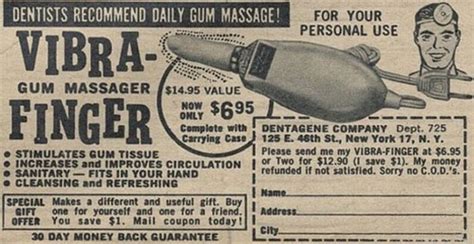 DENTISTS RECOMMEND DAILY GUM MASSAGE!
VIBRA-
GUM MASSAGER
FINGER
FOR YOUR
PERSONAL USE
$14.95 VALUE
NOW
ONLY $6.95
Complete with
Carrying Case
• STIMULATES GUM TISSUE
• INCREASES and IMPROVES CIRCULATION
• SANITARY — FITS IN YOUR HAND
• CLEANSING and REFRESHING
SPECIAL
GIFT
OFFER
Makes a different and useful gift. Buy
one for yourself and one for a friend.
You save $1. Mail coupon today!
30 DAY MONEY BACK GUARANTEE
DENTAGENE COMPANY Dept. 725
125 E. 46th St., New York 17, N. Y.
Please send me my VIBRA-FINGER at $6.95
or Two for $12.90 (I save $1). My money
refunded if not satisfied. Sorry no C.O.D.'s.
Name
Address
City
State